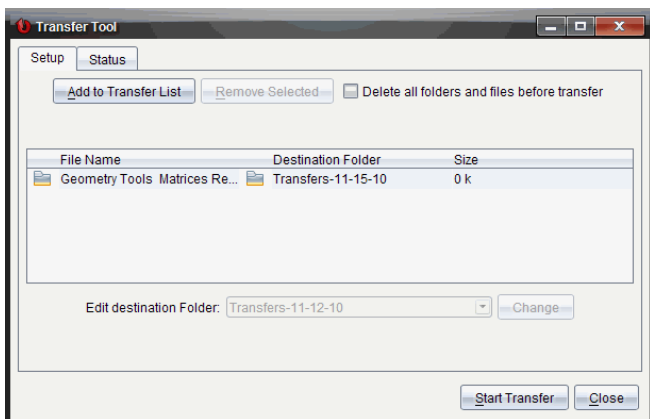 Transfer Tool
Setup Status
Add to Transfer List Remove Selected Delete all folders and files before transfer
File Name Destination Folder Size
Geometry Tools Matrices Re... Transfers-11-15-10 0 k
Edit destination Folder: Transfers-11-12-10 Change
Start Transfer Close